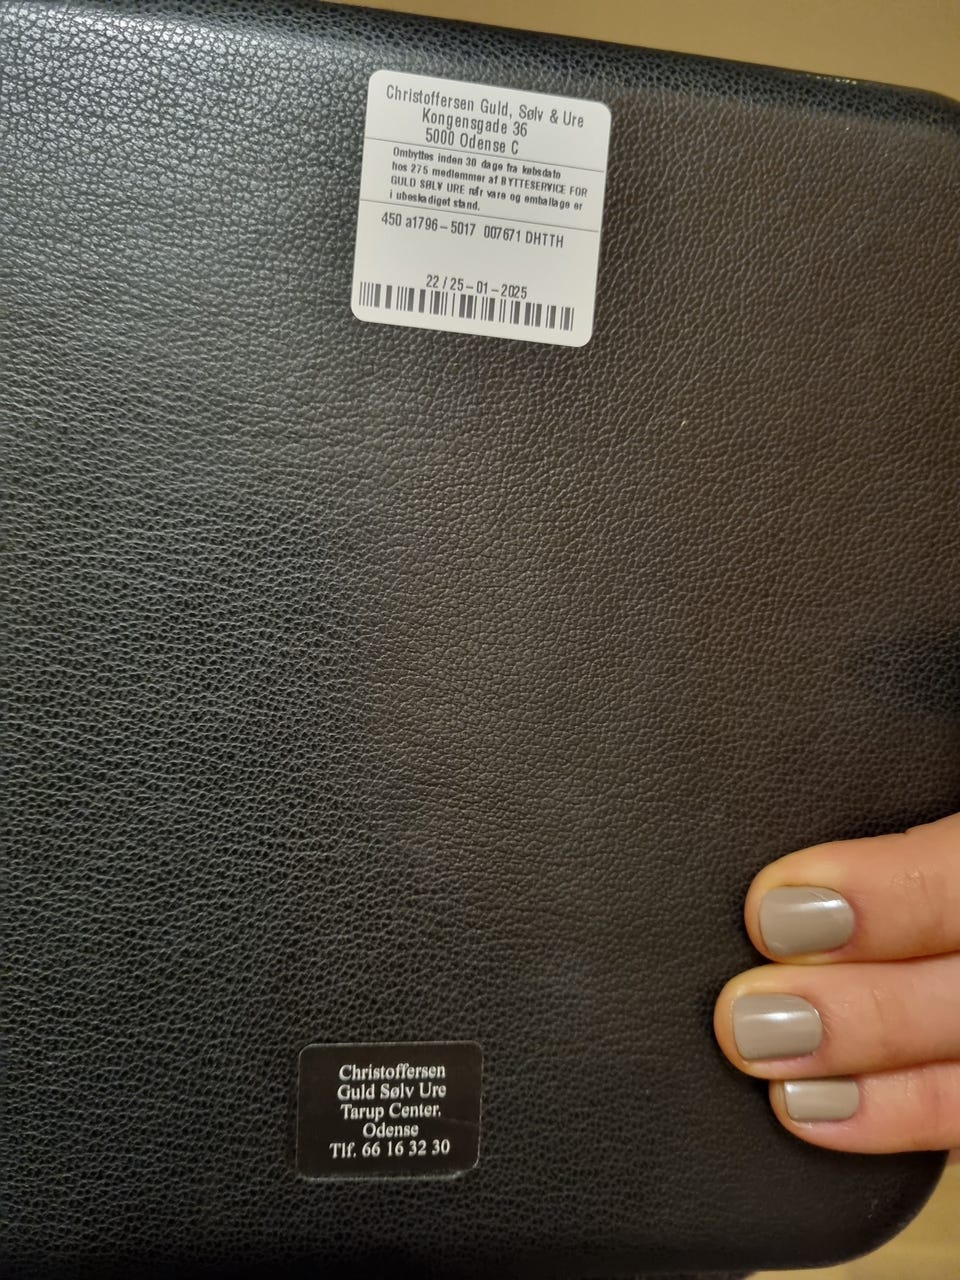 Christoffersen Guld, Sølv & Ure
Kongensgade 36
5000 Odense C
Ombyttes inden 30 dage fra købsdato
hos 275 medlemmer af BYTTESERVICE FOR
GULD SØLV URE når vare og emballage er
i ubeskadiget stand.
450 a1796-5017 007671 DHTTH
22 / 25-01-2025
Christoffersen
Guld Sølv Ure
Tarup Center.
Odense
Tlf. 66 16 32 30